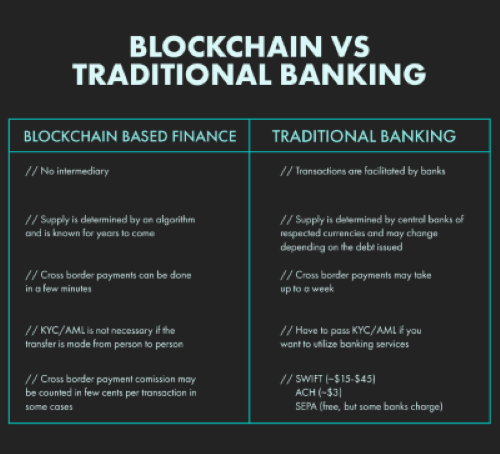 BLOCKCHAIN VS
TRADITIONAL BANKING
BLOCKCHAIN BASED FINANCE
TRADITIONAL BANKING
// No intermediary
// Transactions are facilitated by banks
// Supply is determined by an algorithm
and is known for years to come
// Supply is determined by central banks of
respected currencies and may change
depending on the debt issued
// Cross border payments can be done
in a few minutes
// Cross border payments may take
up to a week
// KYC/AML is not necessary if the
transfer is made from person to person
// Have to pass KYC/AML if you
want to utilize banking services
// Cross border payment comission may
be counted in few cents per transaction in
some cases
// SWIFT (~$15-$45)
ACH (~$3)
SEPA (free, but some banks charge)